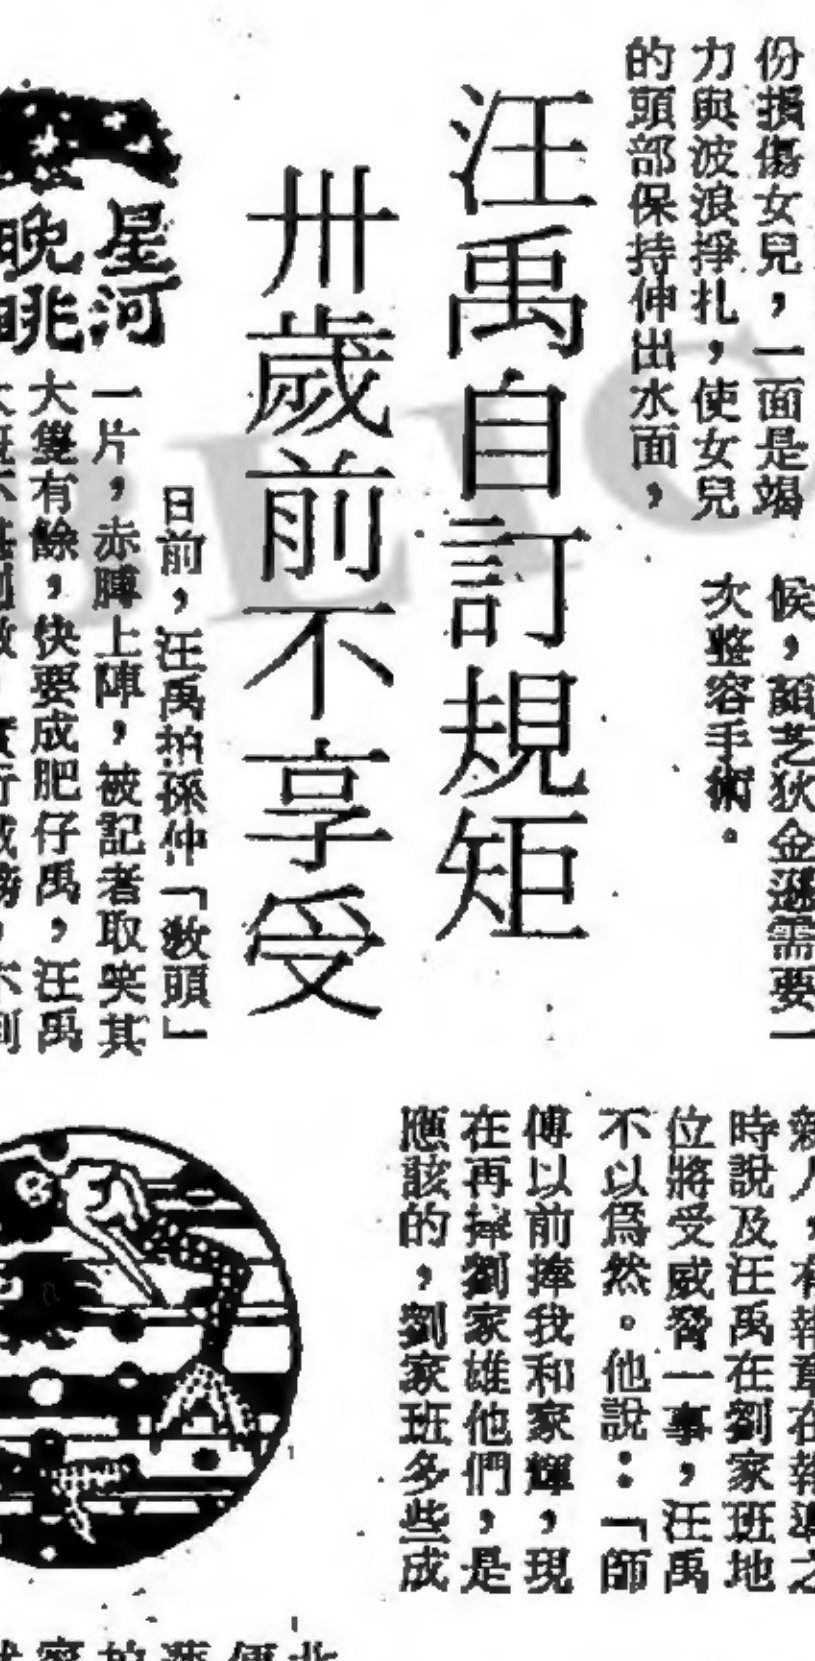 份損傷女兒，一面是竭
力與波浪掙扎，使女兒
的頭部保持伸出水面，
候，顏芝狄金遜需要一
次整容手術。
汪禹自訂規矩
卅歲前不享受
星河
晚眺
日前，汪禹拍孫仲「教頭」
一片，赤膊上陣，被記者取笑其
大隻有餘，快要成肥仔禹，汪禹
時說及汪禹在劉家班地
位將受威脅一事，汪禹
不以爲然。他說：「師
傅以前捧我和家輝，現
在再捧劉家雄他們，是
應該的，劉家班多些成